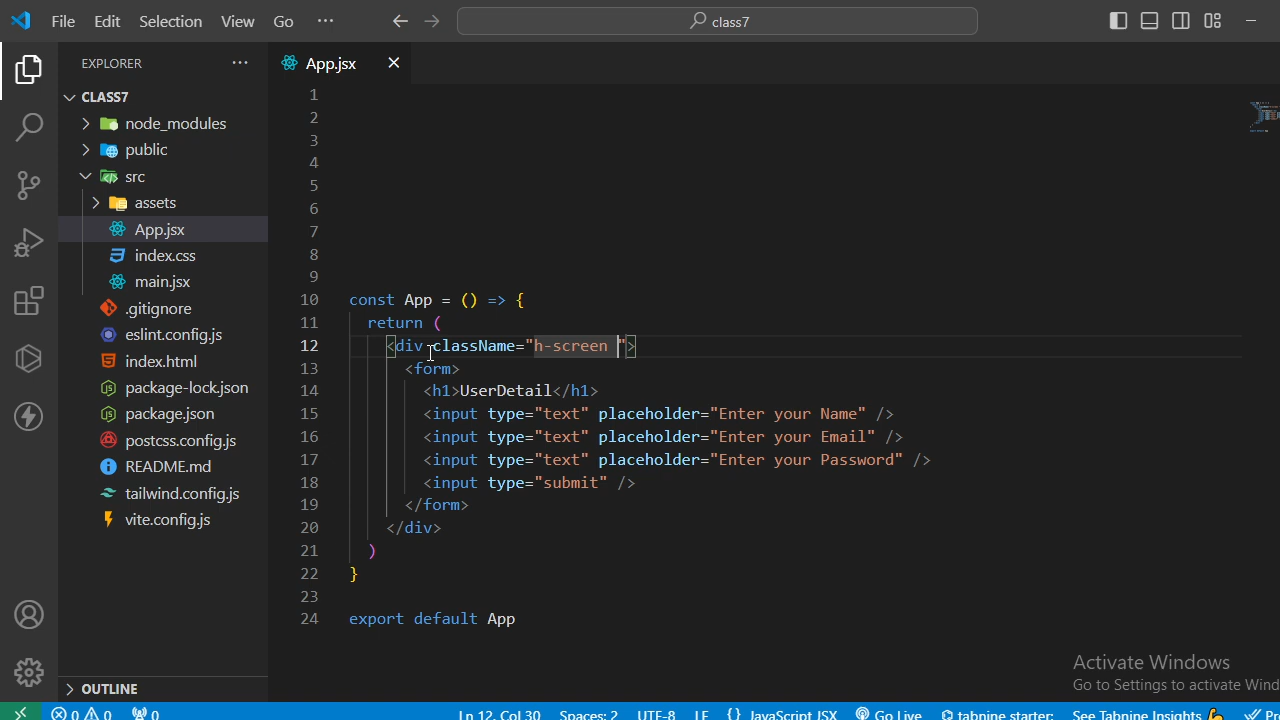 File Edit Selection View Go ··· class7
EXPLORER ···
App.jsx
CLASS7
node_modules
public
src
assets
App.jsx
index.css
main.jsx
.gitignore
eslint.config.js
index.html
package-lock.json
package.json
postcss.config.js
README.md
tailwind.config.js
vite.config.js
OUTLINE
1
2
3
4
5
6
7
8
9
10 const App = () => {
11 return (
12 <div className="h-screen ">
13 <form>
14 <h1>UserDetail</h1>
15 <input type="text" placeholder="Enter your Name" />
16 <input type="text" placeholder="Enter your Email" />
17 <input type="text" placeholder="Enter your Password" />
18 <input type="submit" />
19 </form>
20 </div>
21 )
22 }
23
24 export default App
Activate Windows
Go to Settings to activate Wind
0 0 0 Ln 12, Col 30 Spaces: 2 UTF-8 LF {} JavaScript JSX Go Live tabnine starter: See Tabnine Insights